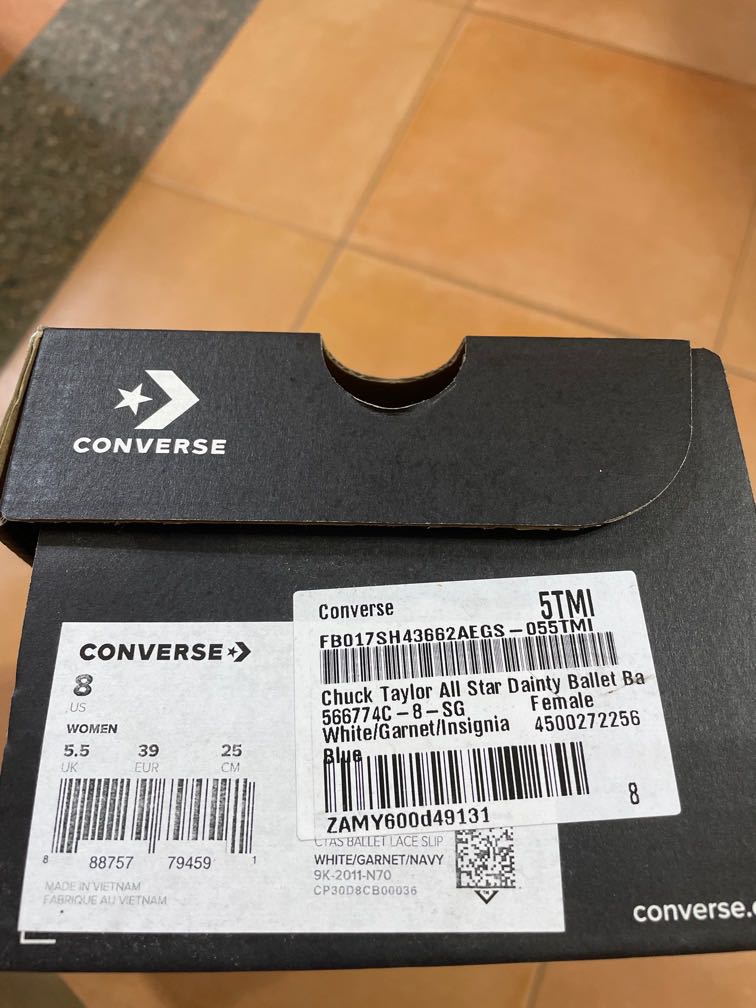 CONVERSE
Converse 5TMI
FB017SH43662AEGS-055TMI
Chuck Taylor All Star Dainty Ballet Ba
566774C-8-SG Female
White/Garnet/Insignia 4500272256
Blue
8
ZAMY600d49131
CONVERSE
8
US
WOMEN
5.5 39 25
UK EUR CM
8 88757 79459 1
MADE IN VIETNAM
FABRIQUE AU VIETNAM
CTAS BALLET LACE SLIP
WHITE/GARNET/NAVY
9K-2011-N70
CP30D8CB00036
converse.